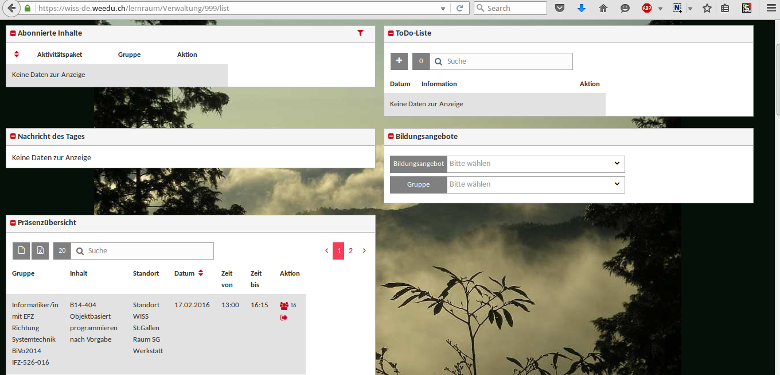 https://wiss-de.weedu.ch/lernraum/Verwaltung/999/list
Search
Abonnierte Inhalte
Aktivitätspaket Gruppe Aktion
Keine Daten zur Anzeige
ToDo-Liste
0 Suche
Datum Information Aktion
Keine Daten zur Anzeige
Nachricht des Tages
Keine Daten zur Anzeige
Bildungsangebote
Bildungsangebot Bitte wählen
Gruppe Bitte wählen
Präsenzübersicht
20 Suche
1 2
Gruppe Inhalt Standort Datum Zeit von Zeit bis Aktion
Informatiker/in B14-404 Standort 17.02.2016 13:00 16:15 16
mit EFZ Objektbasiert WISS
Richtung programmieren St.Gallen
Systemtechnik nach Vorgabe Raum SG
BiVo2014 Werkstatt
IFZ-526-016